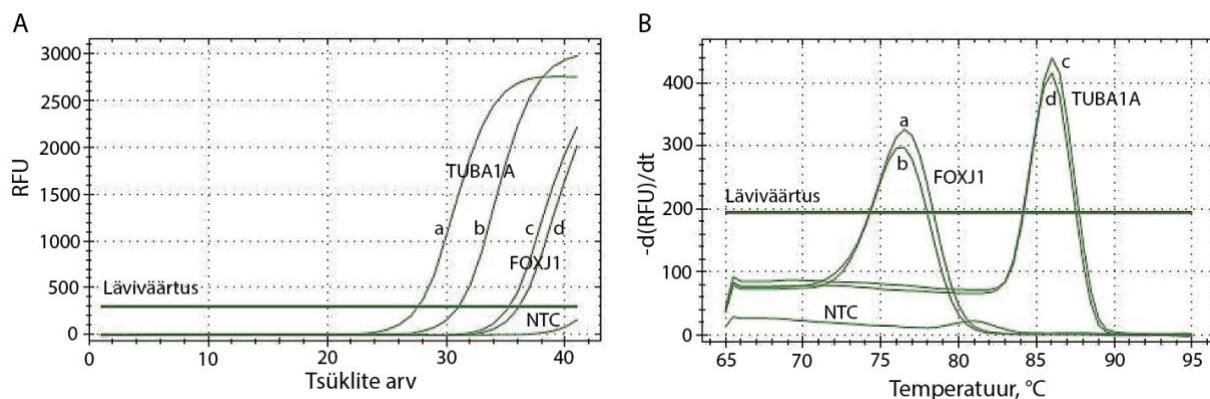 A
3000
2500
2000
1500
1000
500
0
RFU
TUBA1A
a
b
c
d
FOXJ1
Läviväärtus
NTC
0
10
20
30
40
Tsüklite arv
B
400
300
200
100
0
-d(RFU)/dt
c
d
TUBA1A
a
b
FOXJ1
Läviväärtus
NTC
65
70
75
80
85
90
95
Temperatuur, °C